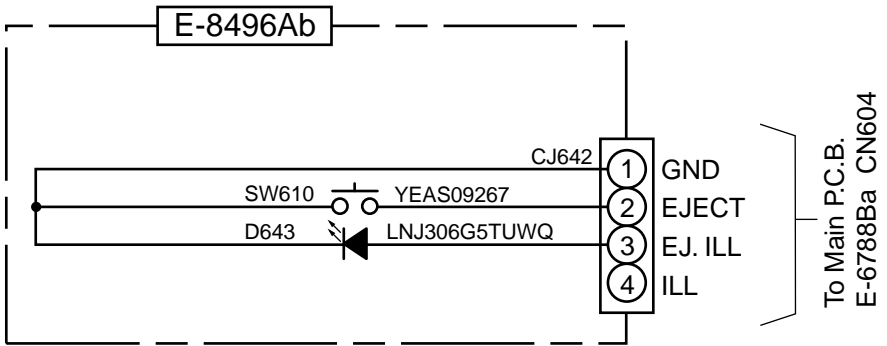 E-8496Ab
CJ642
1 GND
SW610 YEAS09267
2 EJECT
D643 LNJ306G5TUWQ
3 EJ. ILL
4 ILL
To Main P.C.B.
E-6788Ba CN604